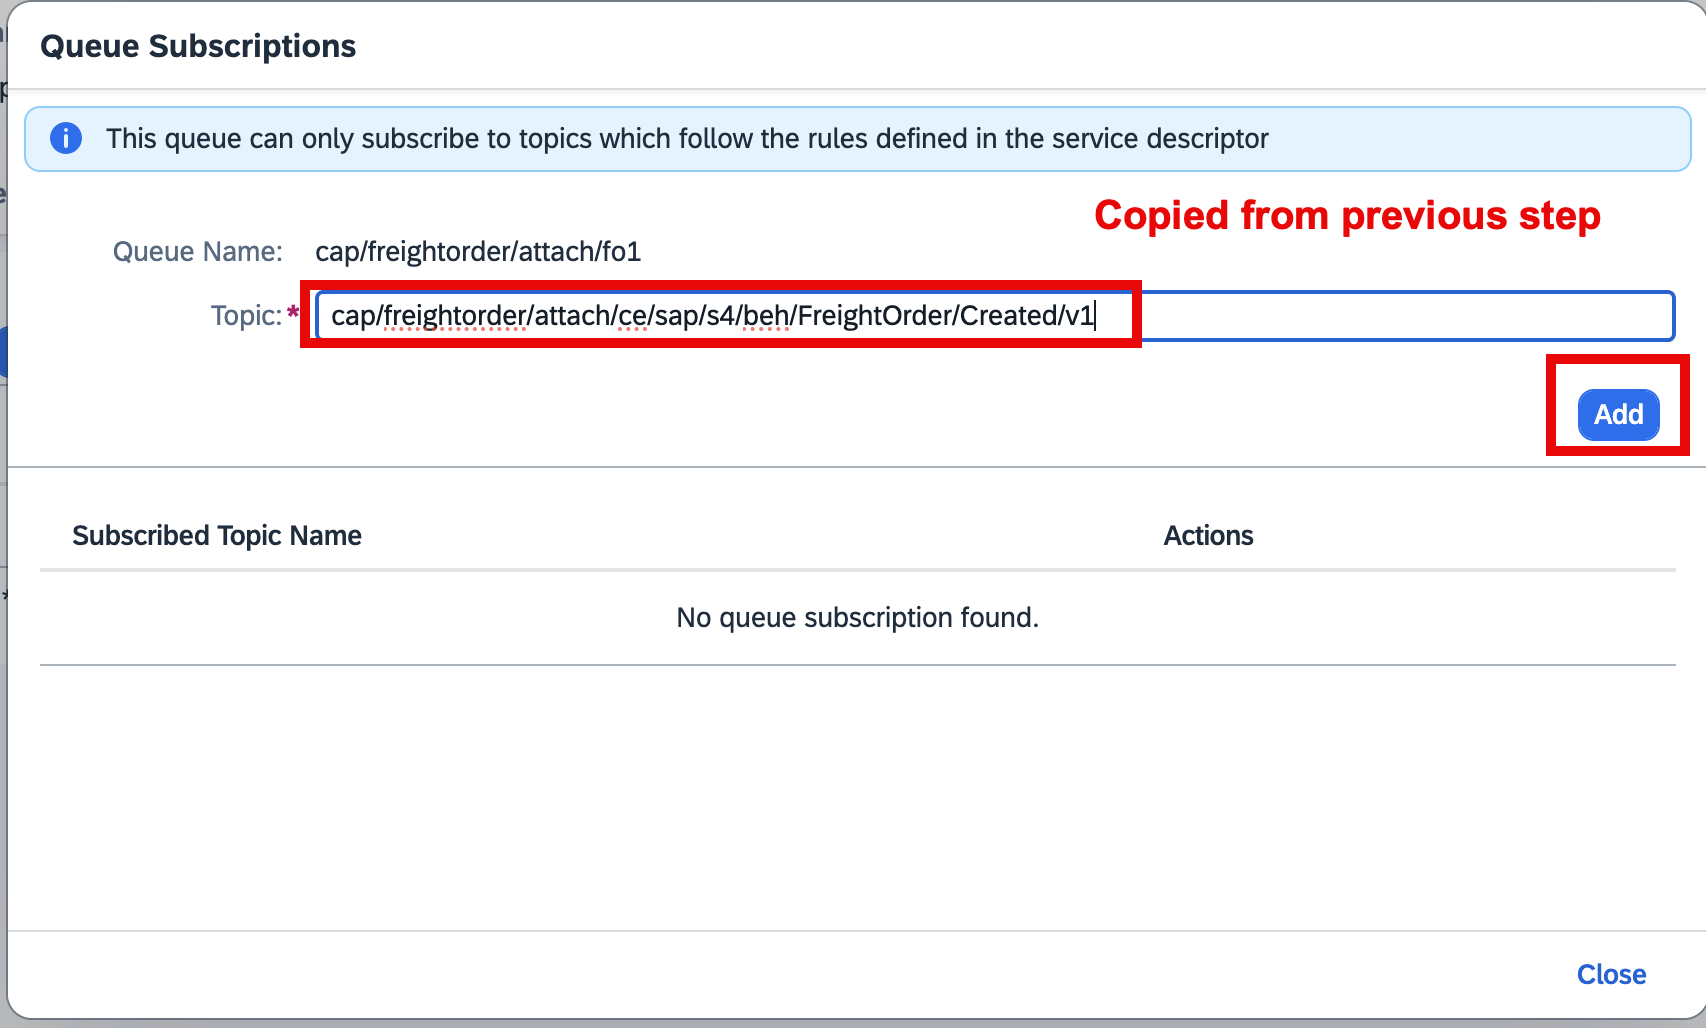 Queue Subscriptions
This queue can only subscribe to topics which follow the rules defined in the service descriptor
Copied from previous step
Queue Name: cap/freightorder/attach/fo1
Topic:* cap/freightorder/attach/ce/sap/s4/beh/FreightOrder/Created/v1
Add
Subscribed Topic Name Actions
No queue subscription found.
Close